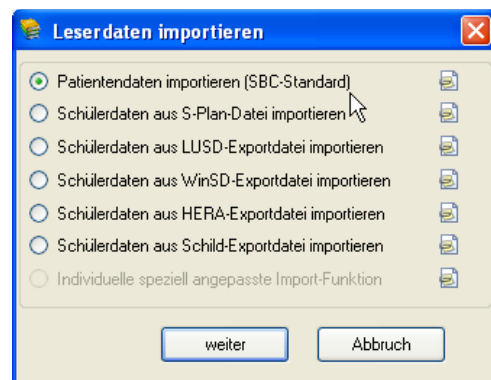 Leserdaten importieren
Patientendaten importieren (SBC-Standard)
Schülerdaten aus S-Plan-Datei importieren
Schülerdaten aus LUSD-Exportdatei importieren
Schülerdaten aus WinSD-Exportdatei importieren
Schülerdaten aus HERA-Exportdatei importieren
Schülerdaten aus Schild-Exportdatei importieren
Individuelle speziell angepasste Import-Funktion
weiter
Abbruch